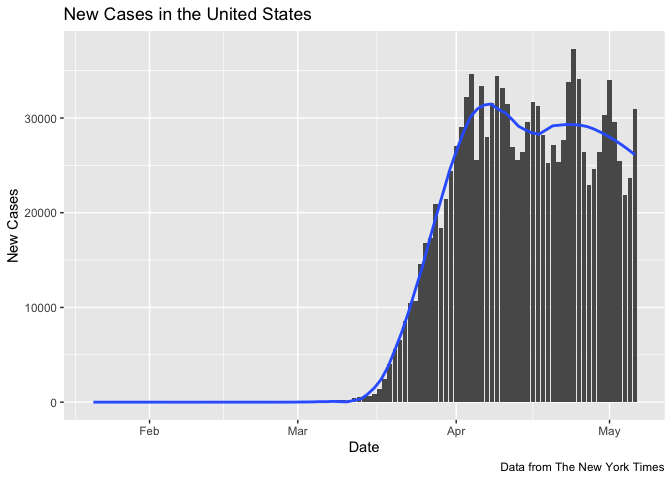 New Cases in the United States
New Cases
30000
20000
10000
0
Feb
Mar
Apr
May
Date
Data from The New York Times